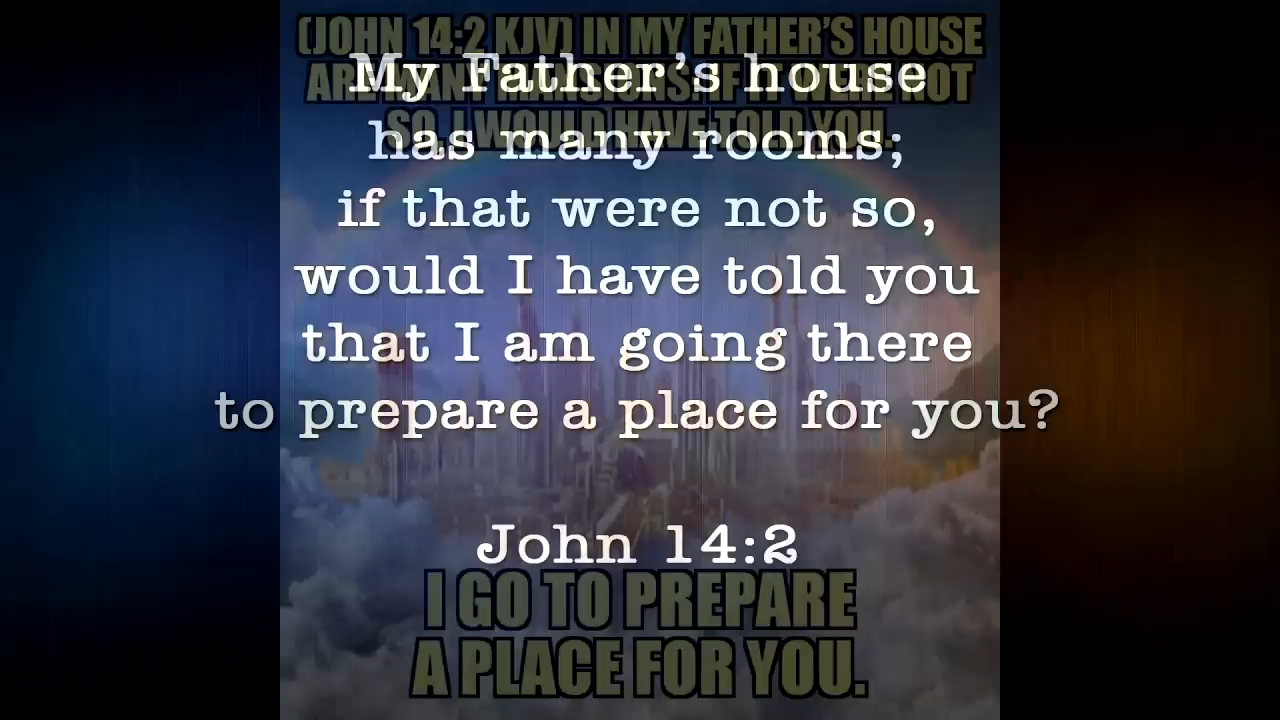 (JOHN 14:2 KJV) IN MY FATHER'S HOUSE
My Father's house
ARE MANY MANSIONS: IF IT WERE NOT
SO, I WOULD HAVE TOLD YOU.
has many rooms;
if that were not so,
would I have told you
that I am going there
to prepare a place for you?
John 14:2
I GO TO PREPARE
A PLACE FOR YOU.